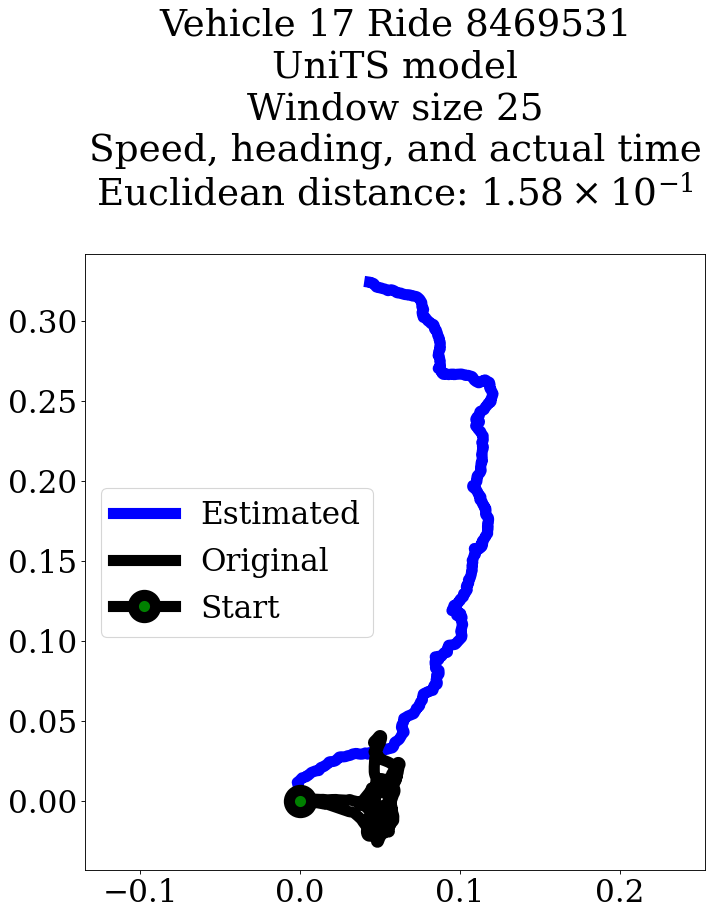 Vehicle 17 Ride 8469531
UniTS model
Window size 25
Speed, heading, and actual time
Euclidean distance: 1.58 × 10⁻¹
0.30
0.25
0.20
0.15
0.10
0.05
0.00
Estimated
Original
Start
−0.1 0.0 0.1 0.2